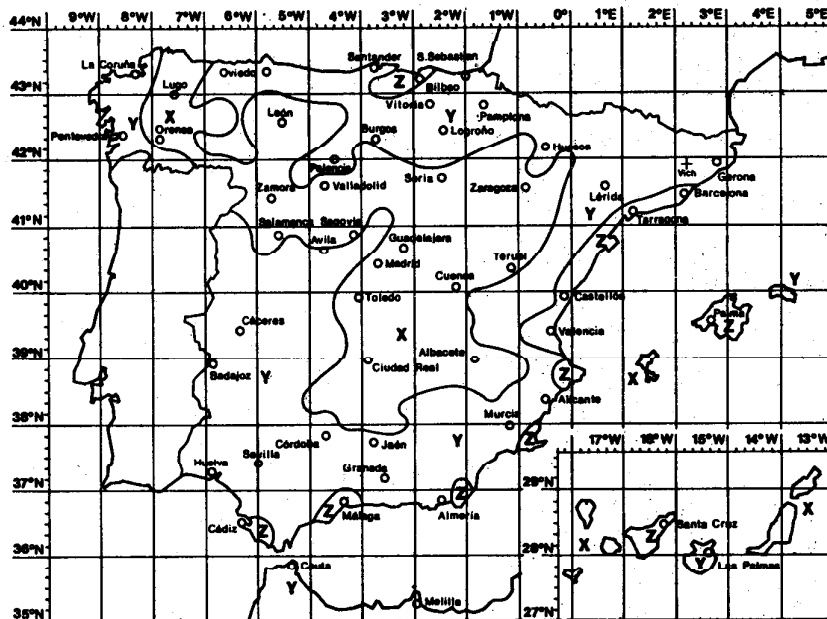 9°W 8°W 7°W 6°W 5°W 4°W 3°W 2°W 1°W 0° 1°E 2°E 3°E 4°E
44°N
La Coruña Oviedo Santander S.Sebastian
43°N
Lugo Z Bilbao
Vitoria Pamplona
Y X León Y
Pontevedra Orense Burgos Logroño
Huesca
42°N
Palencia Vich Gerona
Zamora Valladolid Soria Zaragoza Lérida Barcelona
41°N
Salamanca Segovia Y Tarragona
Avila Guadalajara Z
Madrid Teruel
40°N
Cuenca Y
Toledo Castellón
Cáceres X Palma
Valencia Z
39°N
Badajoz Ciudad Real Albacete
Y Z X
38°N
Alicante
Murcia
Córdoba Jaén Y Z
17°W 16°W 15°W 14°W 13°W
Huelva Sevilla Granada
37°N
Z 29°N
Cádiz Z Z Málaga Almería X Z Santa Cruz X
36°N
28°N
Ceuta Y Las Palmas
Y
35°N
Melilla 27°N